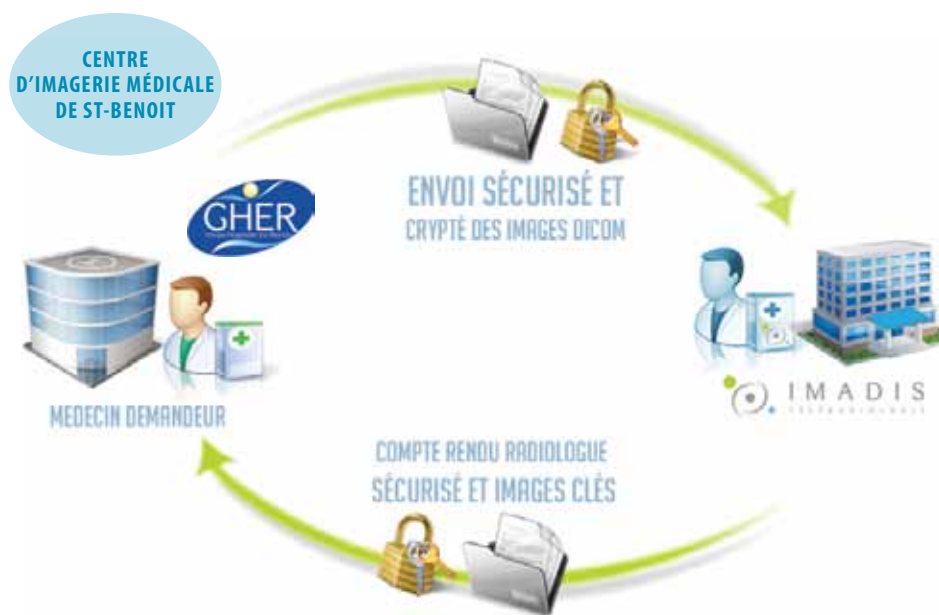 CENTRE
D'IMAGERIE MÉDICALE
DE ST-BENOIT
ENVOI SÉCURISÉ ET
CRYPTÉ DES IMAGES DICOM
GHER
MEDECIN DEMANDEUR
IMADIS
COMPTE RENDU RADIOLOGUE
SÉCURISÉ ET IMAGES CLÉS